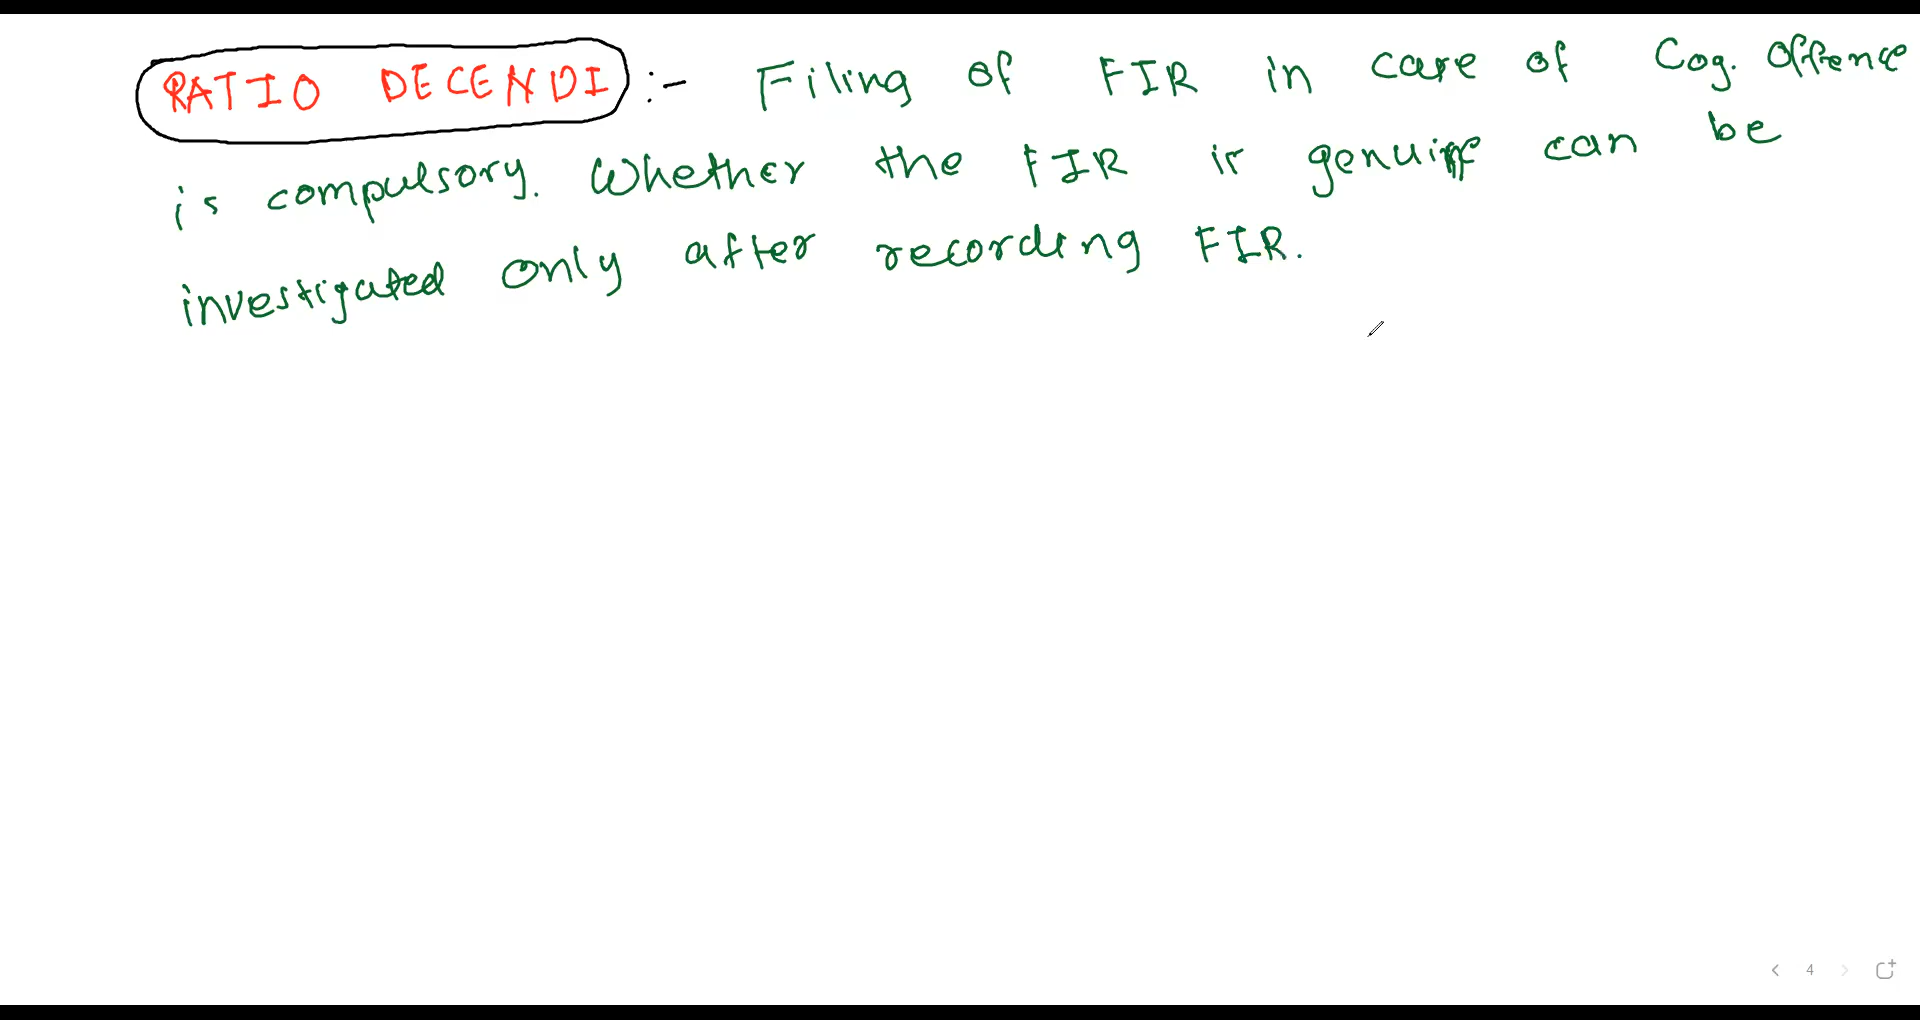 RATIO DECENDI :- Filing of FIR in case of Cog. Offence
is compulsory. Whether the FIR is genuine can be
investigated only after recording FIR.
4